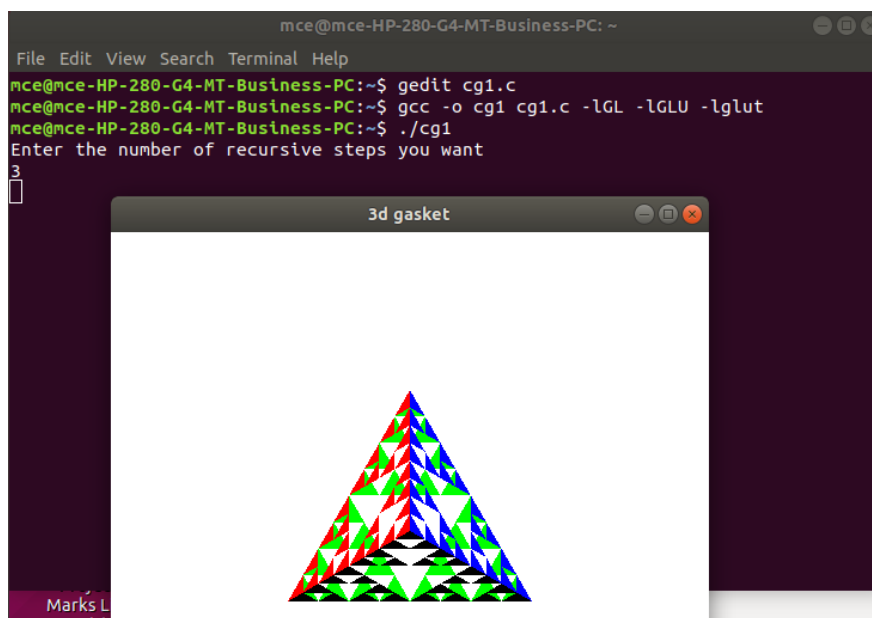 mce@mce-HP-280-G4-MT-Business-PC: ~
File Edit View Search Terminal Help
mce@mce-HP-280-G4-MT-Business-PC:~$ gedit cg1.c
mce@mce-HP-280-G4-MT-Business-PC:~$ gcc -o cg1 cg1.c -lGL -lGLU -lglut
mce@mce-HP-280-G4-MT-Business-PC:~$ ./cg1
Enter the number of recursive steps you want
3
3d gasket
Marks L